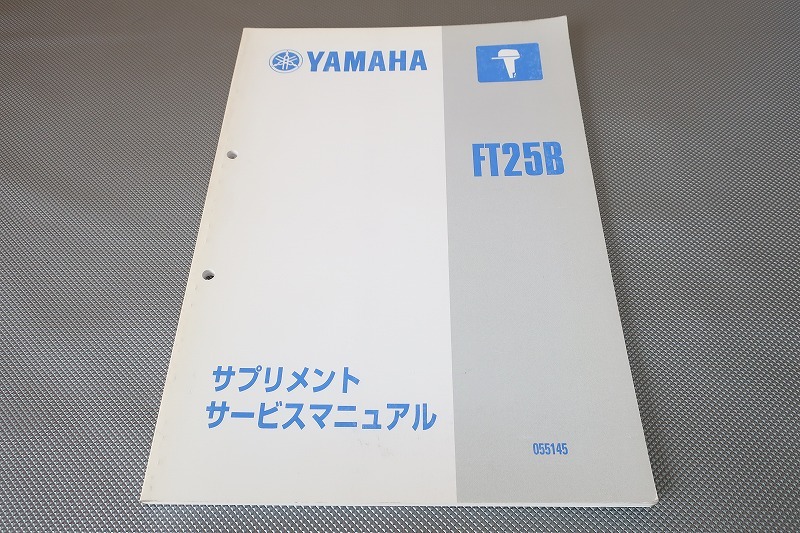 YAMAHA
FT25B
サプリメント
サービスマニュアル
055145